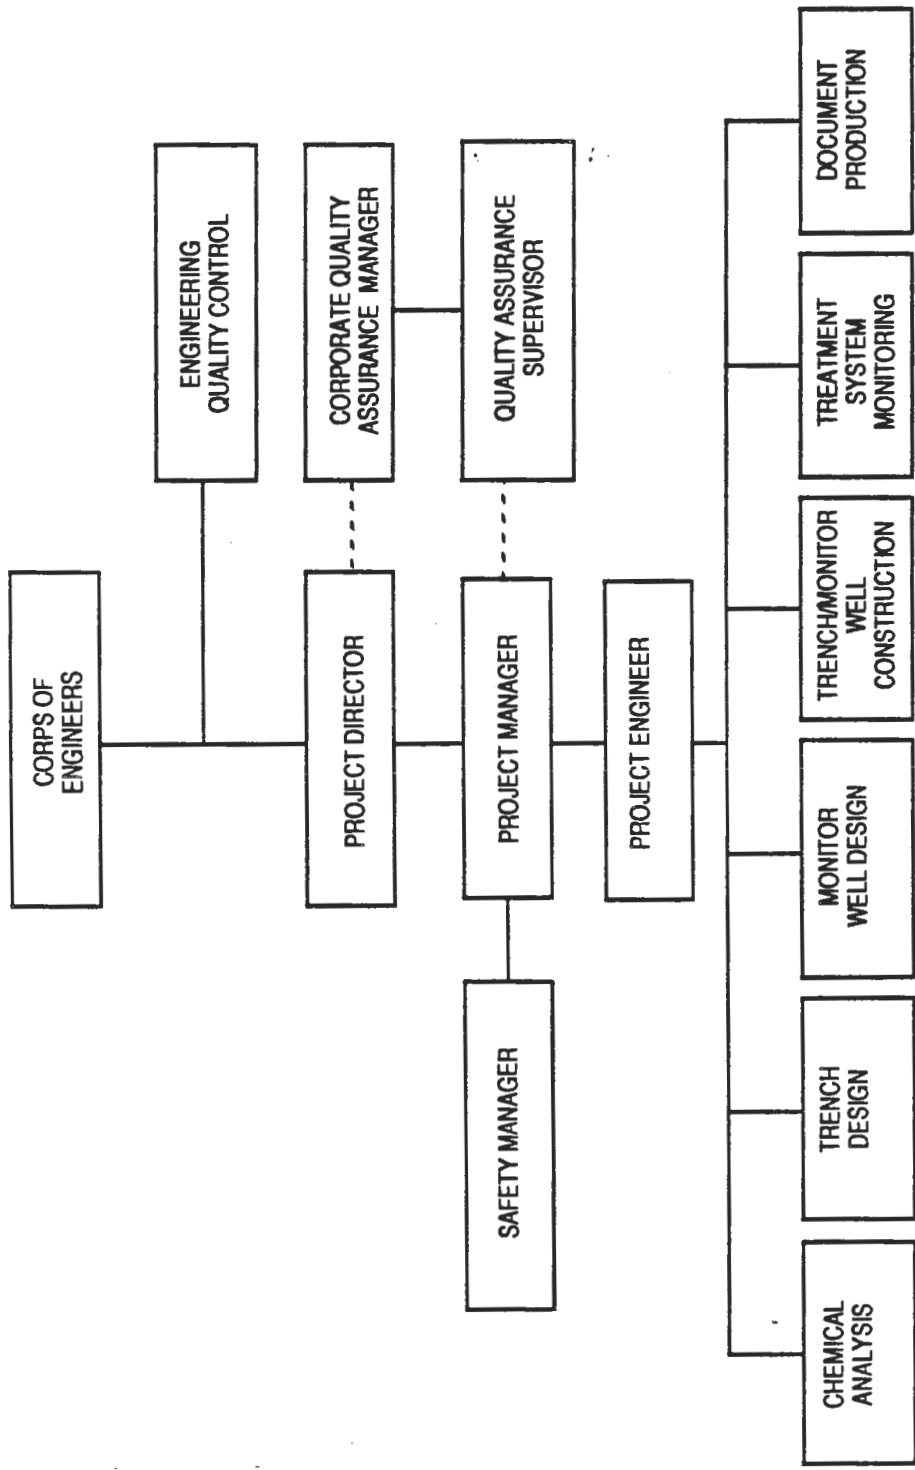 CORPS OF
ENGINEERS
ENGINEERING
QUALITY CONTROL
PROJECT DIRECTOR
CORPORATE QUALITY
ASSURANCE MANAGER
SAFETY MANAGER
PROJECT MANAGER
QUALITY ASSURANCE
SUPERVISOR
PROJECT ENGINEER
CHEMICAL
ANALYSIS
TRENCH
DESIGN
MONITOR
WELL DESIGN
TRENCH/MONITOR
WELL
CONSTRUCTION
TREATMENT
SYSTEM
MONITORING
DOCUMENT
PRODUCTION